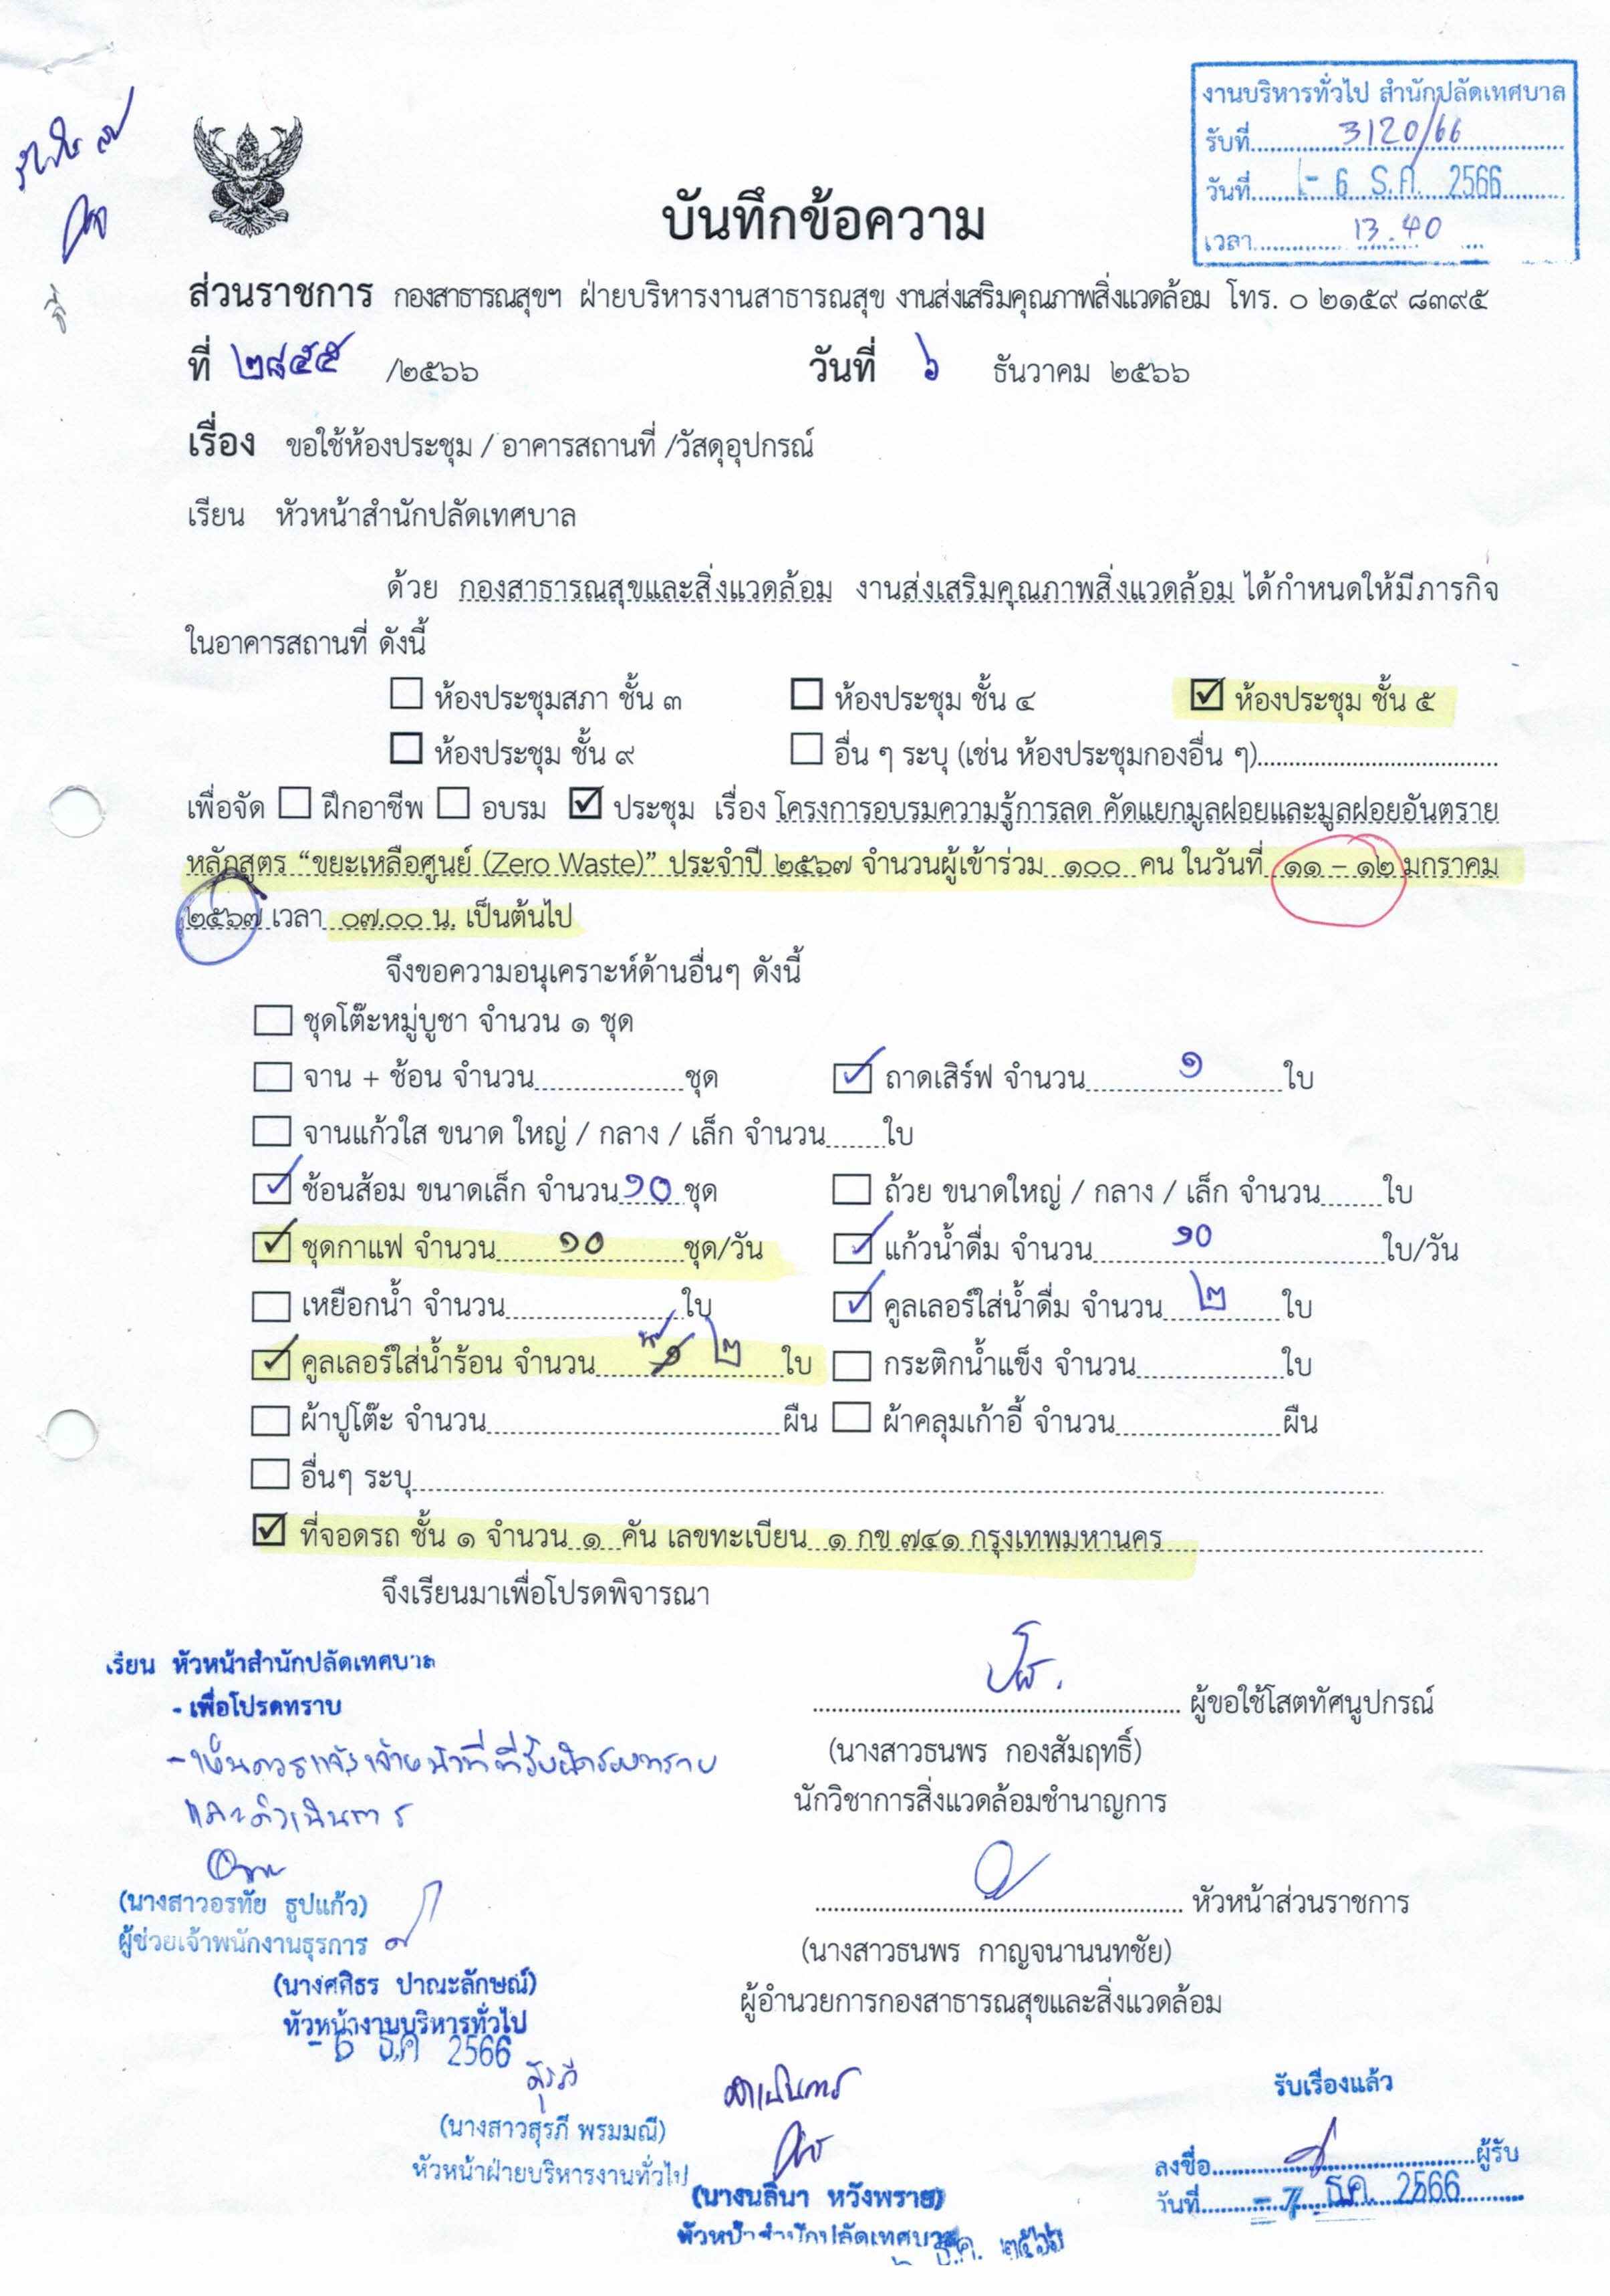 งานบริหารทั่วไป สำนักปลัดเทศบาล
รับที่ 3120/66
วันที่ - 6 ธ.ค. 2566
เวลา 13.40
บันทึกข้อความ
ส่วนราชการ กองสาธารณสุขฯ ฝ่ายบริหารงานสาธารณสุข งานส่งเสริมคุณภาพสิ่งแวดล้อม โทร. ๐ ๒๑๕๙ ๘๓๙๕
ที่ ๒๘๕๕ /๒๕๖๖ วันที่ ๖ ธันวาคม ๒๕๖๖
เรื่อง ขอใช้ห้องประชุม / อาคารสถานที่ /วัสดุอุปกรณ์
เรียน หัวหน้าสำนักปลัดเทศบาล
ด้วย กองสาธารณสุขและสิ่งแวดล้อม งานส่งเสริมคุณภาพสิ่งแวดล้อม ได้กำหนดให้มีภารกิจ
ในอาคารสถานที่ ดังนี้
ห้องประชุมสภา ชั้น ๓ ห้องประชุม ชั้น ๔ ห้องประชุม ชั้น ๕
ห้องประชุม ชั้น ๙ อื่น ๆ ระบุ (เช่น ห้องประชุมกองอื่น ๆ)
เพื่อจัด ฝึกอาชีพ อบรม ประชุม เรื่อง โครงการอบรมความรู้การลด คัดแยกมูลฝอยและมูลฝอยอันตราย
หลักสูตร “ขยะเหลือศูนย์ (Zero Waste)” ประจำปี ๒๕๖๗ จำนวนผู้เข้าร่วม ๑๐๐ คน ในวันที่ ๑๑ – ๑๒ มกราคม
๒๕๖๗ เวลา ๐๗.๐๐ น. เป็นต้นไป
จึงขอความอนุเคราะห์ด้านอื่นๆ ดังนี้
ชุดโต๊ะหมู่บูชา จำนวน ๑ ชุด
จาน + ช้อน จำนวน ชุด ถาดเสิร์ฟ จำนวน ๑ ใบ
จานแก้วใส ขนาด ใหญ่ / กลาง / เล็ก จำนวน ใบ
ช้อนส้อม ขนาดเล็ก จำนวน ๑๐ ชุด ถ้วย ขนาดใหญ่ / กลาง / เล็ก จำนวน ใบ
ชุดกาแฟ จำนวน ๑๐ ชุด/วัน แก้วน้ำดื่ม จำนวน ๑๐ ใบ/วัน
เหยือกน้ำ จำนวน ใบ คูลเลอร์ใส่น้ำดื่ม จำนวน ๒ ใบ
คูลเลอร์ใส่น้ำร้อน จำนวน ๒ ใบ กระติกน้ำแข็ง จำนวน ใบ
ผ้าปูโต๊ะ จำนวน ผืน ผ้าคลุมเก้าอี้ จำนวน ผืน
อื่นๆ ระบุ
ที่จอดรถ ชั้น ๑ จำนวน ๑ คัน เลขทะเบียน ๑ กข ๗๔๑ กรุงเทพมหานคร
จึงเรียนมาเพื่อโปรดพิจารณา
เรียน หัวหน้าสำนักปลัดเทศบาล
- เพื่อโปรดทราบ
- เห็นควรแจ้งเจ้าหน้าที่ที่รับผิดชอบทราบ
และดำเนินการ
(นางสาวอรทัย ธูปแก้ว)
ผู้ช่วยเจ้าพนักงานธุรการ
(นางศศิธร ปาณะลักษณ์)
หัวหน้างานบริหารทั่วไป
- 6 ธ.ค 2566
ผู้ขอใช้โสตทัศนูปกรณ์
(นางสาวธนพร กองสัมฤทธิ์)
นักวิชาการสิ่งแวดล้อมชำนาญการ
หัวหน้าส่วนราชการ
(นางสาวธนพร กาญจนานนทชัย)
ผู้อำนวยการกองสาธารณสุขและสิ่งแวดล้อม
สุรภี
(นางสาวสุรภี พรมมณี)
หัวหน้าฝ่ายบริหารงานทั่วไป
ดำเนินการ
(นางนลินา หวังพราย)
หัวหน้าสำนักปลัดเทศบาล
รับเรื่องแล้ว
ลงชื่อ ผู้รับ
วันที่ - 7 ธ.ค. 2566